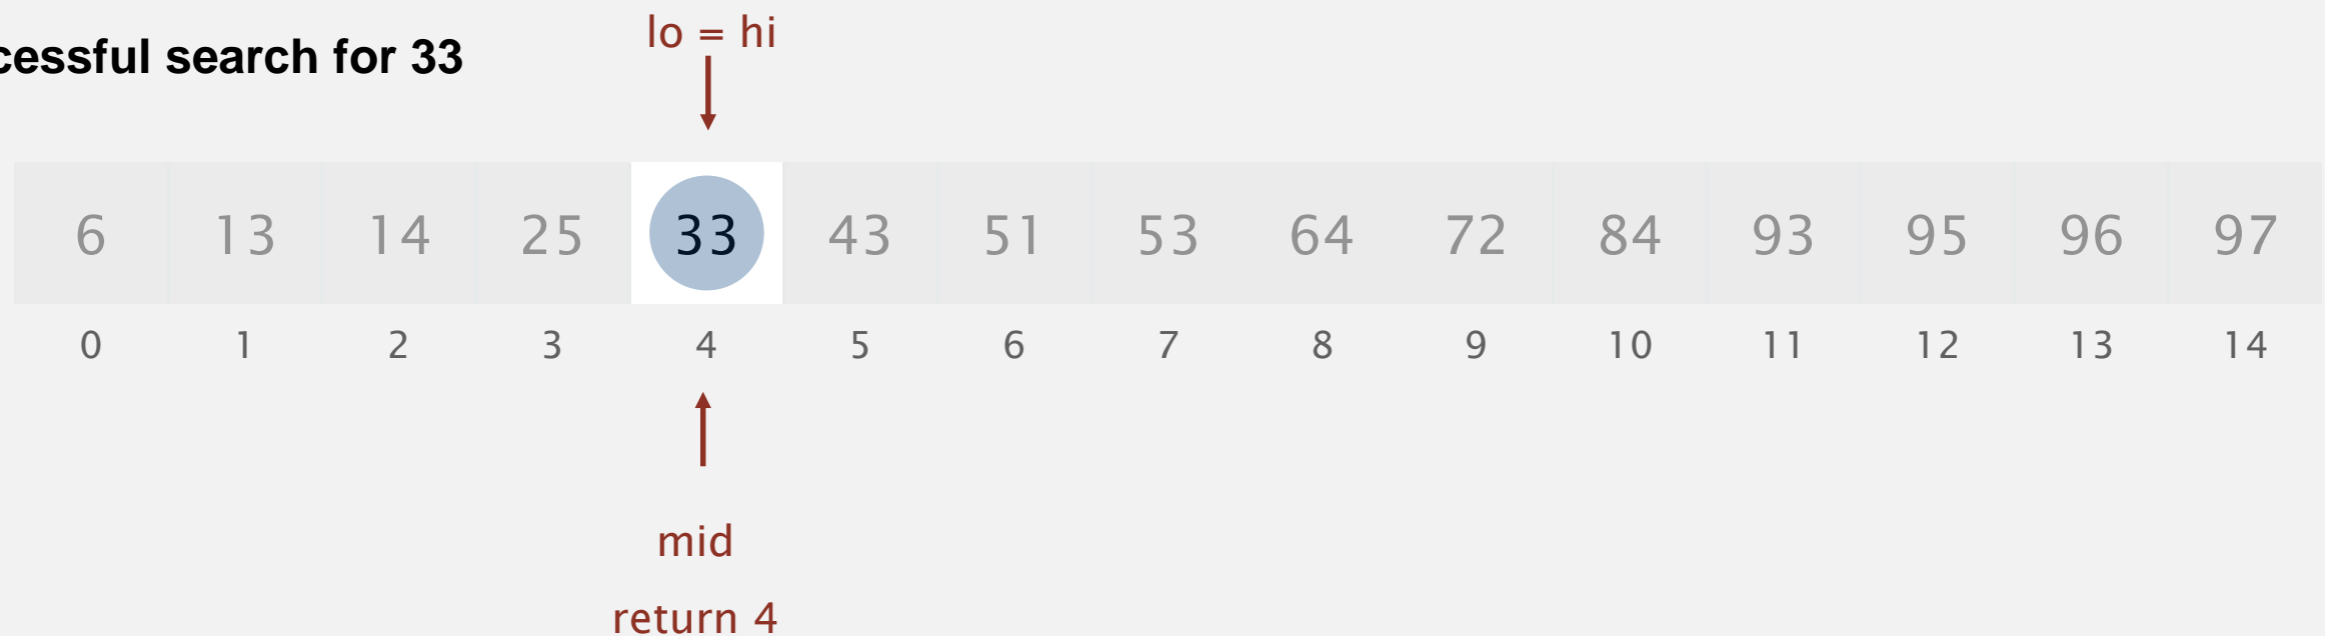 lo = hi
cessful search for 33
6 13 14 25 33 43 51 53 64 72 84 93 95 96 97
0 1 2 3 4 5 6 7 8 9 10 11 12 13 14
mid
return 4